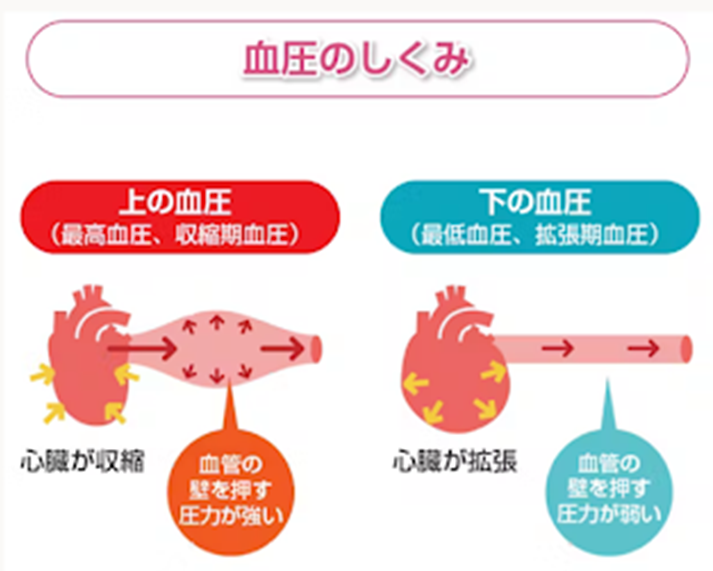 血圧のしくみ
上の血圧
（最高血圧、収縮期血圧）
下の血圧
（最低血圧、拡張期血圧）
心臓が収縮
血管の
壁を押す
圧力が強い
心臓が拡張
血管の
壁を押す
圧力が弱い